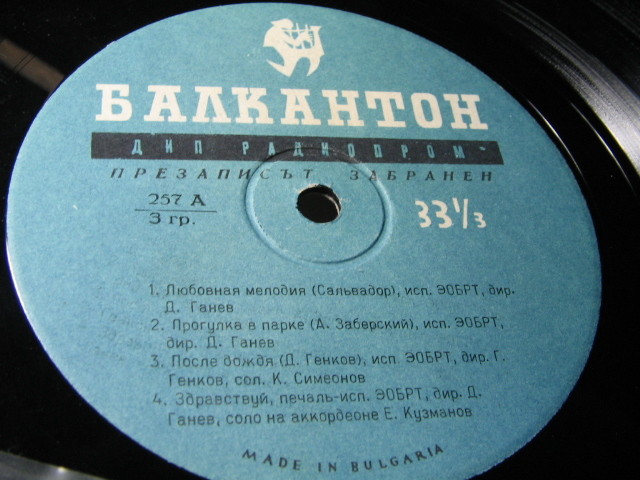 БАЛКАНТОН
ДИП РАДИОПРОМ
ПРЕЗАПИСЪТ ЗАБРАНЕН
257 А
3 гр.
33 1/3
1. Любовная мелодия (Сальвадор), исп. ЭОБРТ, дир.
Д. Ганев
2. Прогулка в парке (А. Заберский), исп. ЭОБРТ,
дир. Д. Ганев
3. После дождя (Д. Генков), исп. ЭОБРТ, дир. Г.
Генков, сол. К. Симеонов
4. Здравствуй, печаль-исп. ЭОБРТ, дир. Д.
Ганев, соло на аккордеоне Е. Кузманов
MADE IN BULGARIA